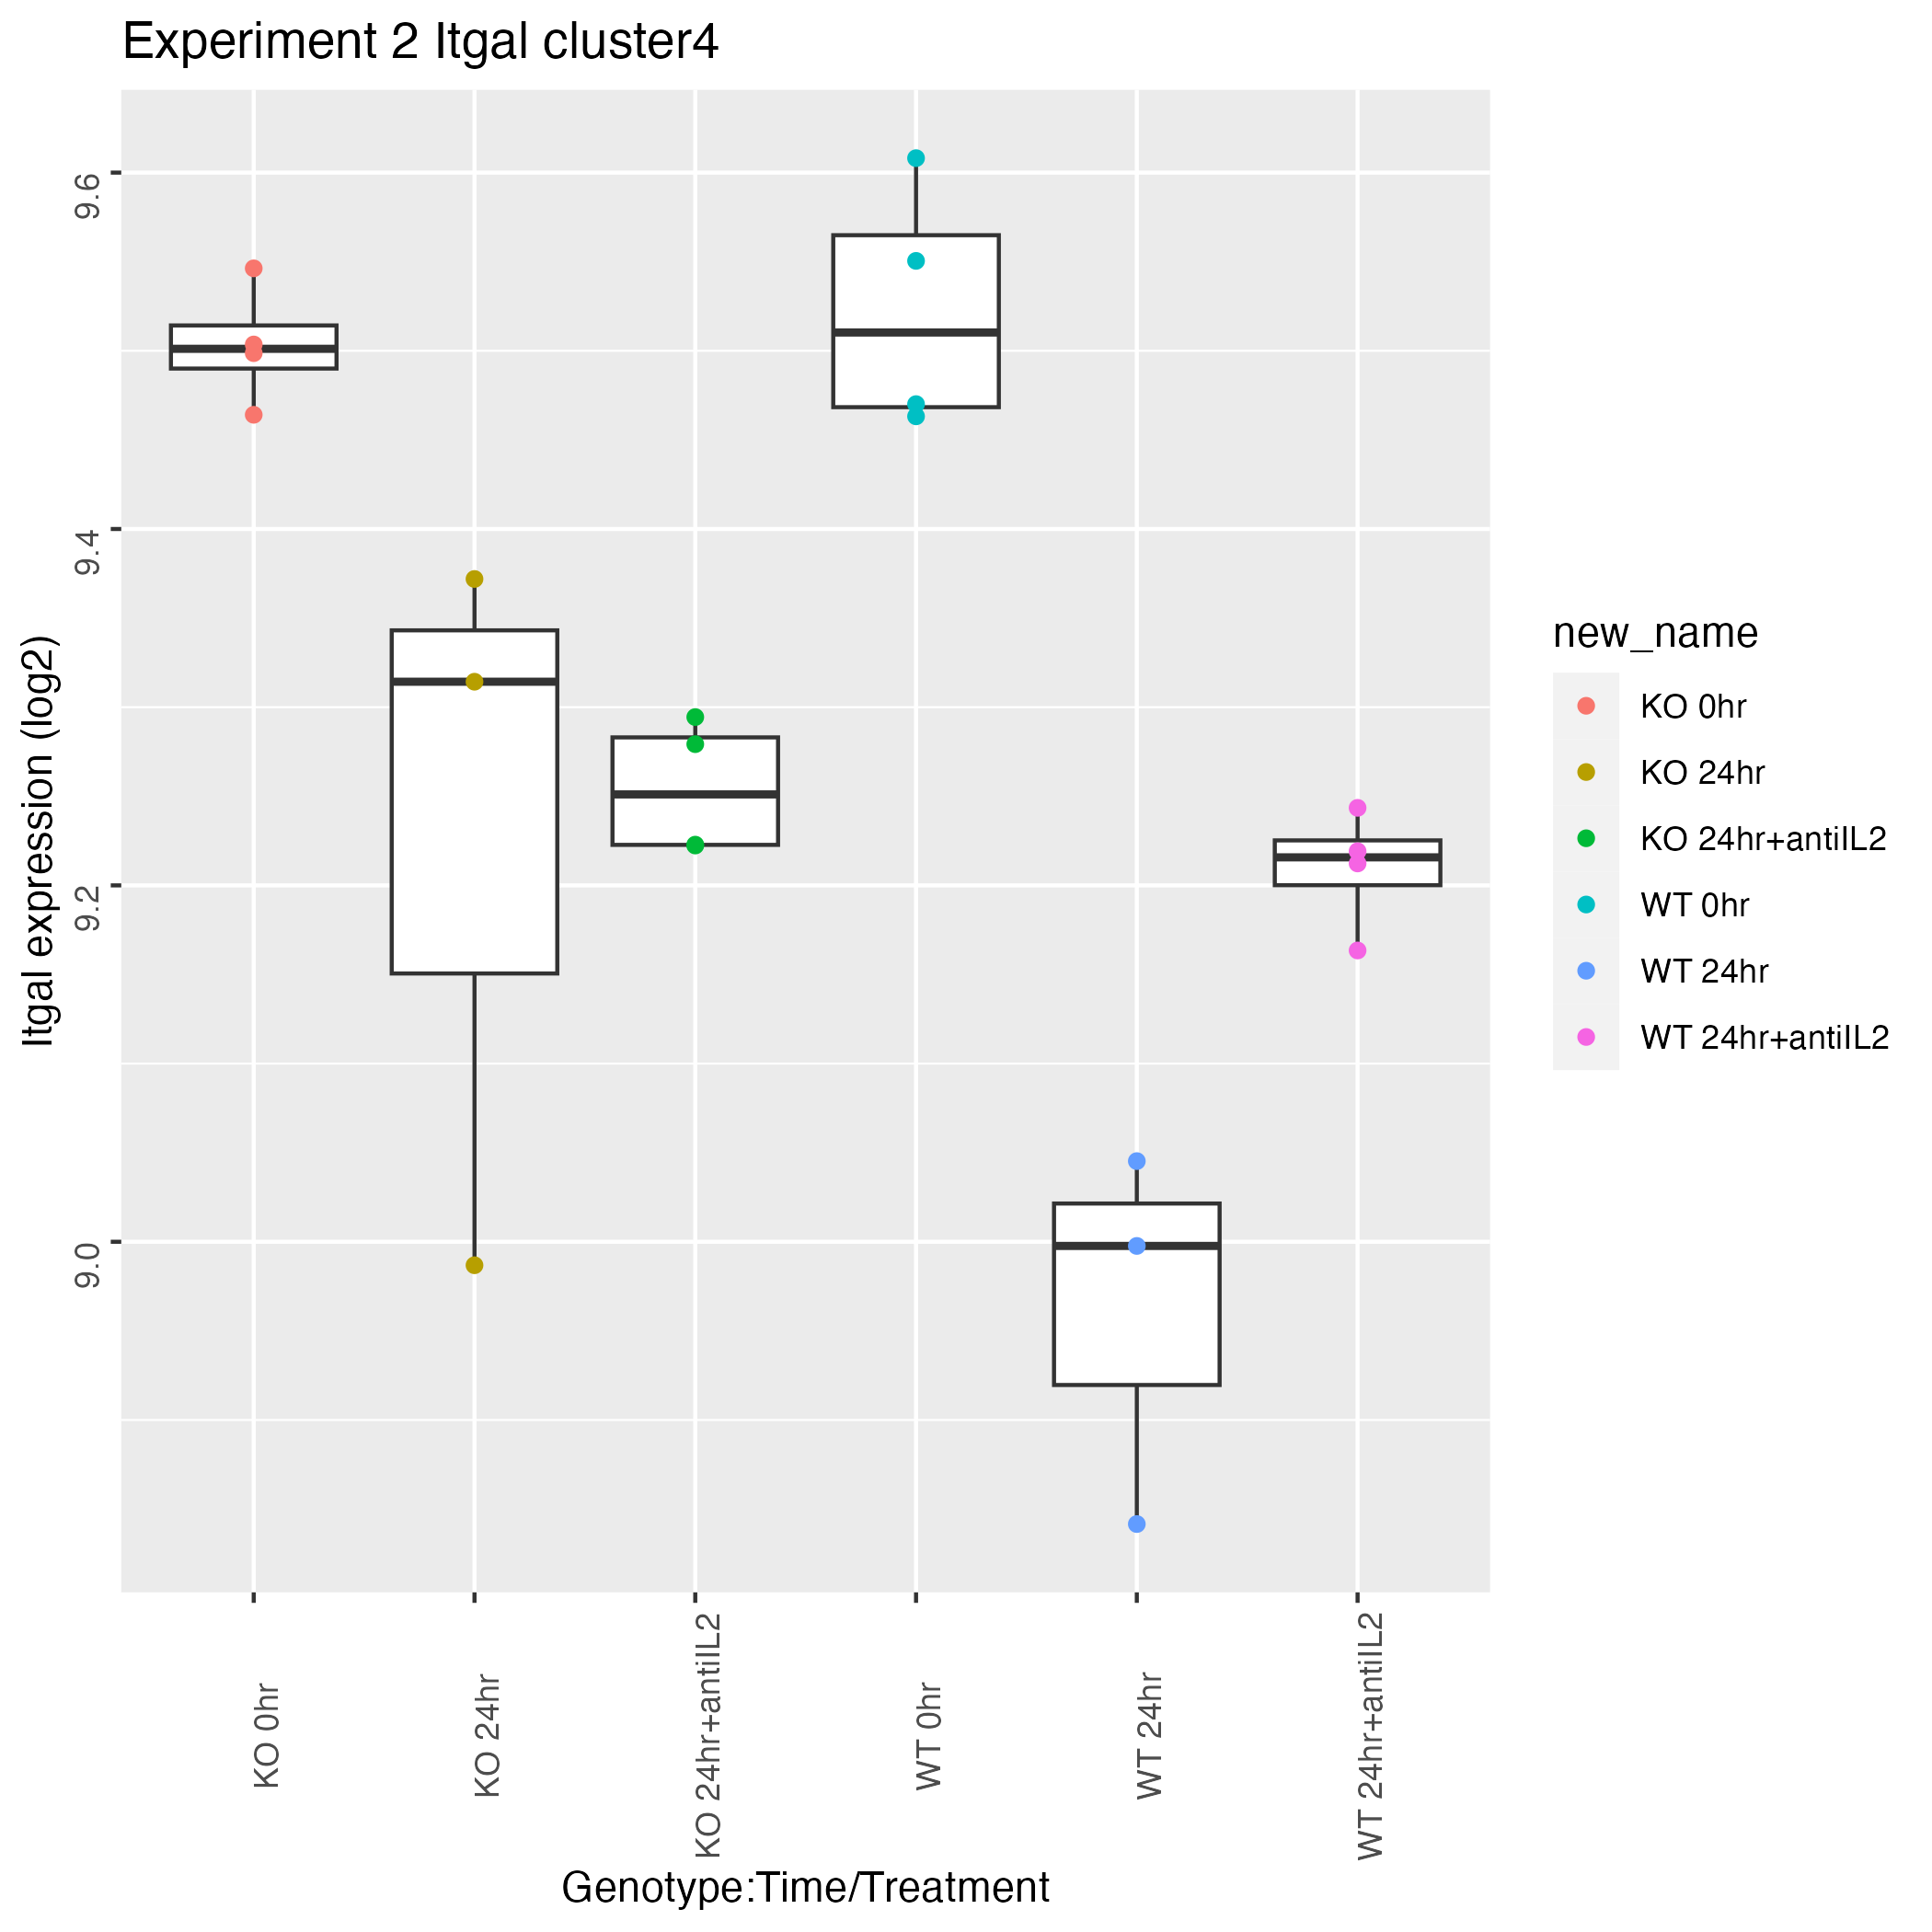 Experiment 2 Itgal cluster4
Itgal expression (log2)
9.6
9.4
9.2
9.0
KO 0hr
KO 24hr
KO 24hr+antiIL2
WT 0hr
WT 24hr
WT 24hr+antiIL2
Genotype:Time/Treatment
new_name
KO 0hr
KO 24hr
KO 24hr+antiIL2
WT 0hr
WT 24hr
WT 24hr+antiIL2